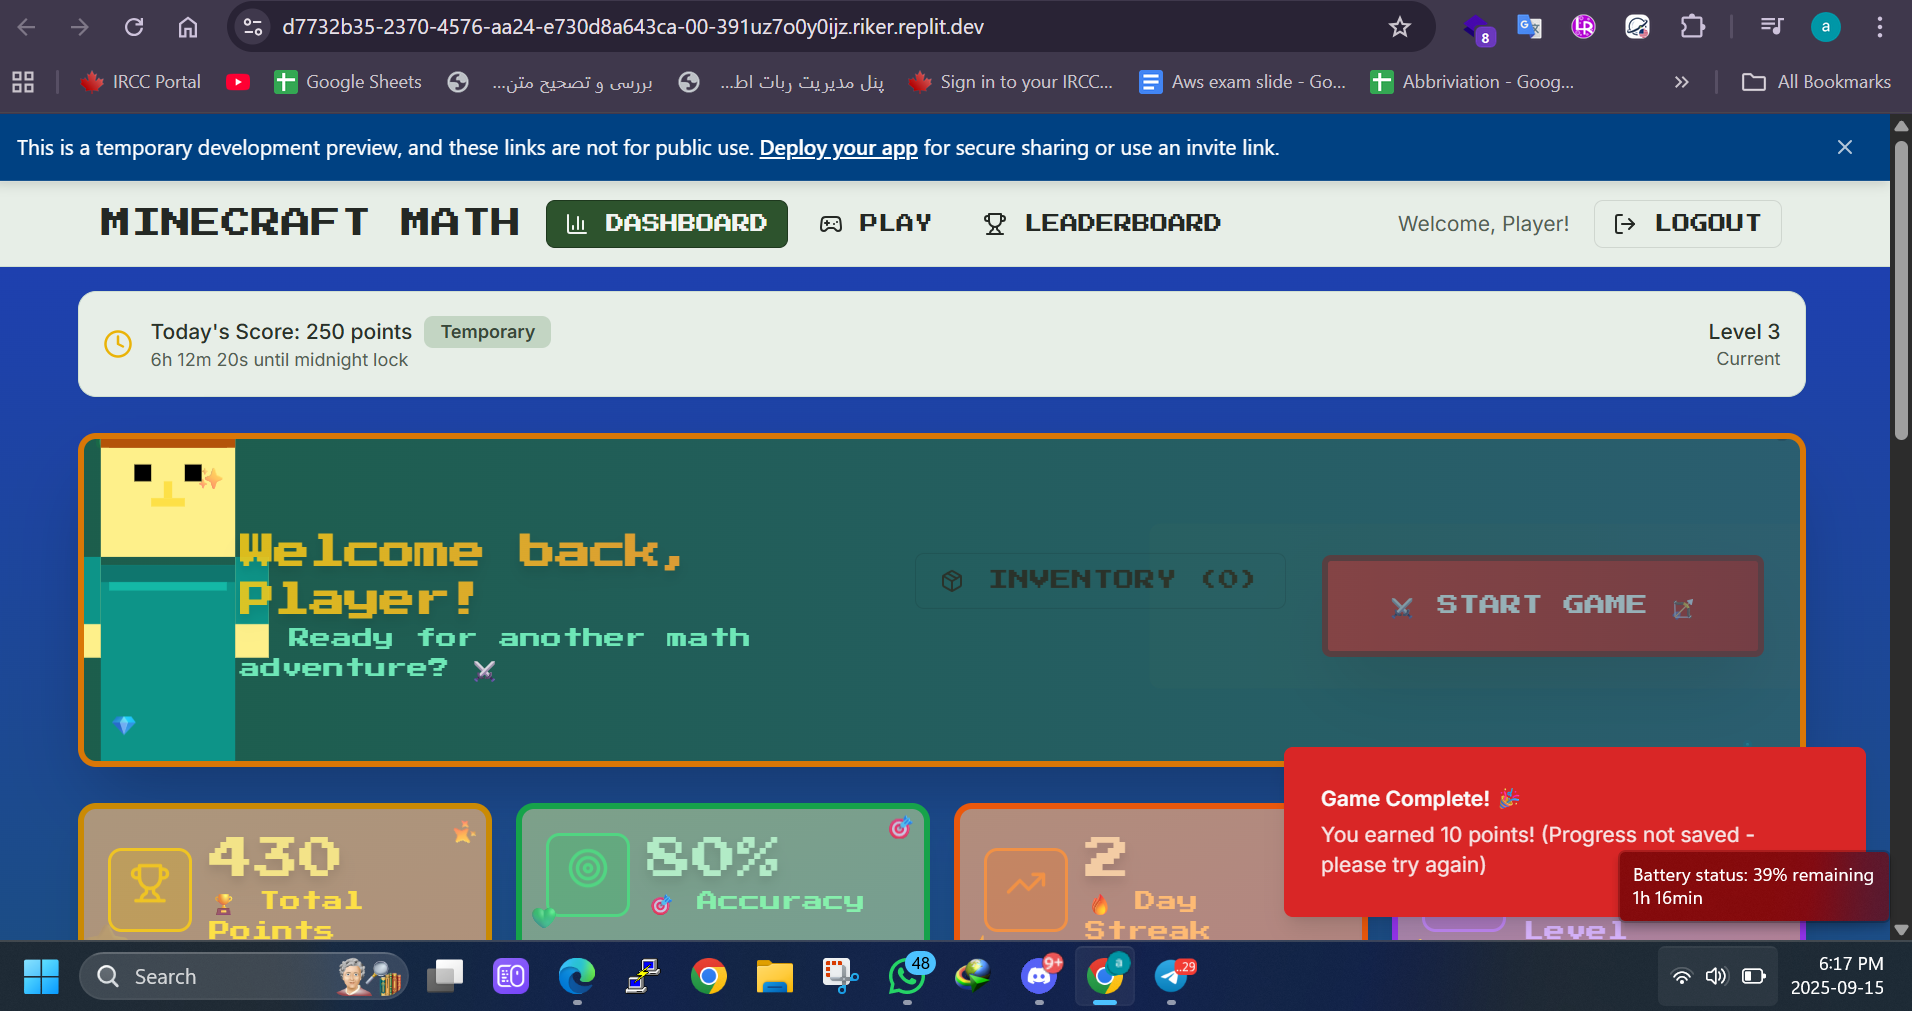 d7732b35-2370-4576-aa24-e730d8a643ca-00-391uz7o0y0ijz.riker.replit.dev
8
a
IRCC Portal
Google Sheets
بررسی و تصحیح متن...
پنل مدیریت ربات اط...
Sign in to your IRCC...
Aws exam slide - Go...
Abbriviation - Goog...
All Bookmarks
This is a temporary development preview, and these links are not for public use. Deploy your app for secure sharing or use an invite link.
MINECRAFT MATH
DASHBOARD
PLAY
LEADERBOARD
Welcome, Player!
LOGOUT
Today's Score: 250 points
Temporary
6h 12m 20s until midnight lock
Level 3
Current
Welcome back,
Player!
Ready for another math
adventure? ⚔️
INVENTORY (0)
⚔️ START GAME 🏹
430
🏆 Total
Points
80%
🎯 Accuracy
2
🔥 Day
Streak
Level
Game Complete! 🎉
You earned 10 points! (Progress not saved -
please try again)
Battery status: 39% remaining
1h 16min
Search
48
9+
a
..29
6:17 PM
2025-09-15